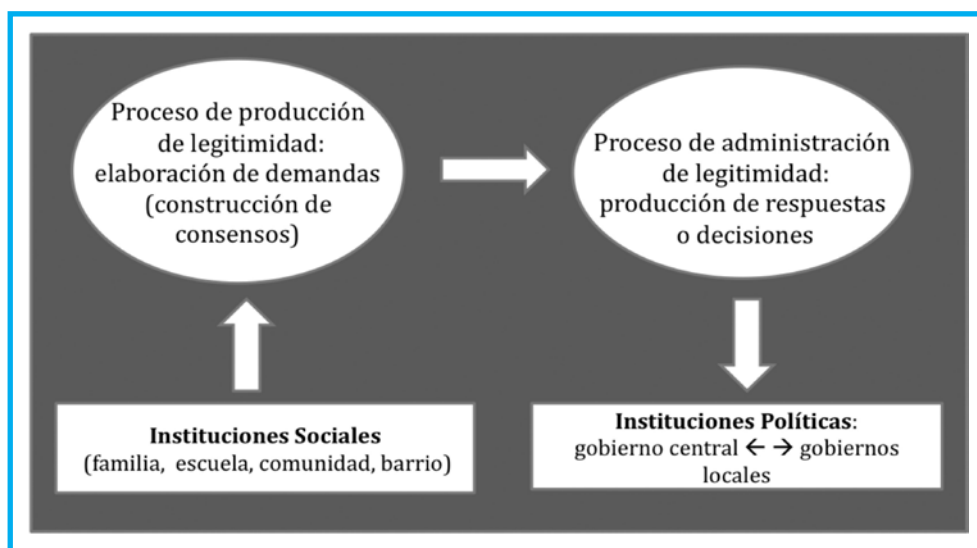 Proceso de producción
de legitimidad:
elaboración de demandas
(construcción de
consensos)
Proceso de administración
de legitimidad:
producción de respuestas
o decisiones
Instituciones Sociales
(familia, escuela, comunidad, barrio)
Instituciones Políticas:
gobierno central ← → gobiernos
locales